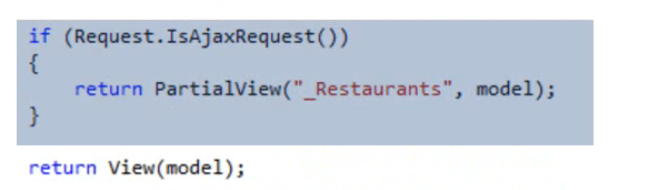 if (Request.IsAjaxRequest())
{
    return PartialView("_Restaurants", model);
}
return View(model);